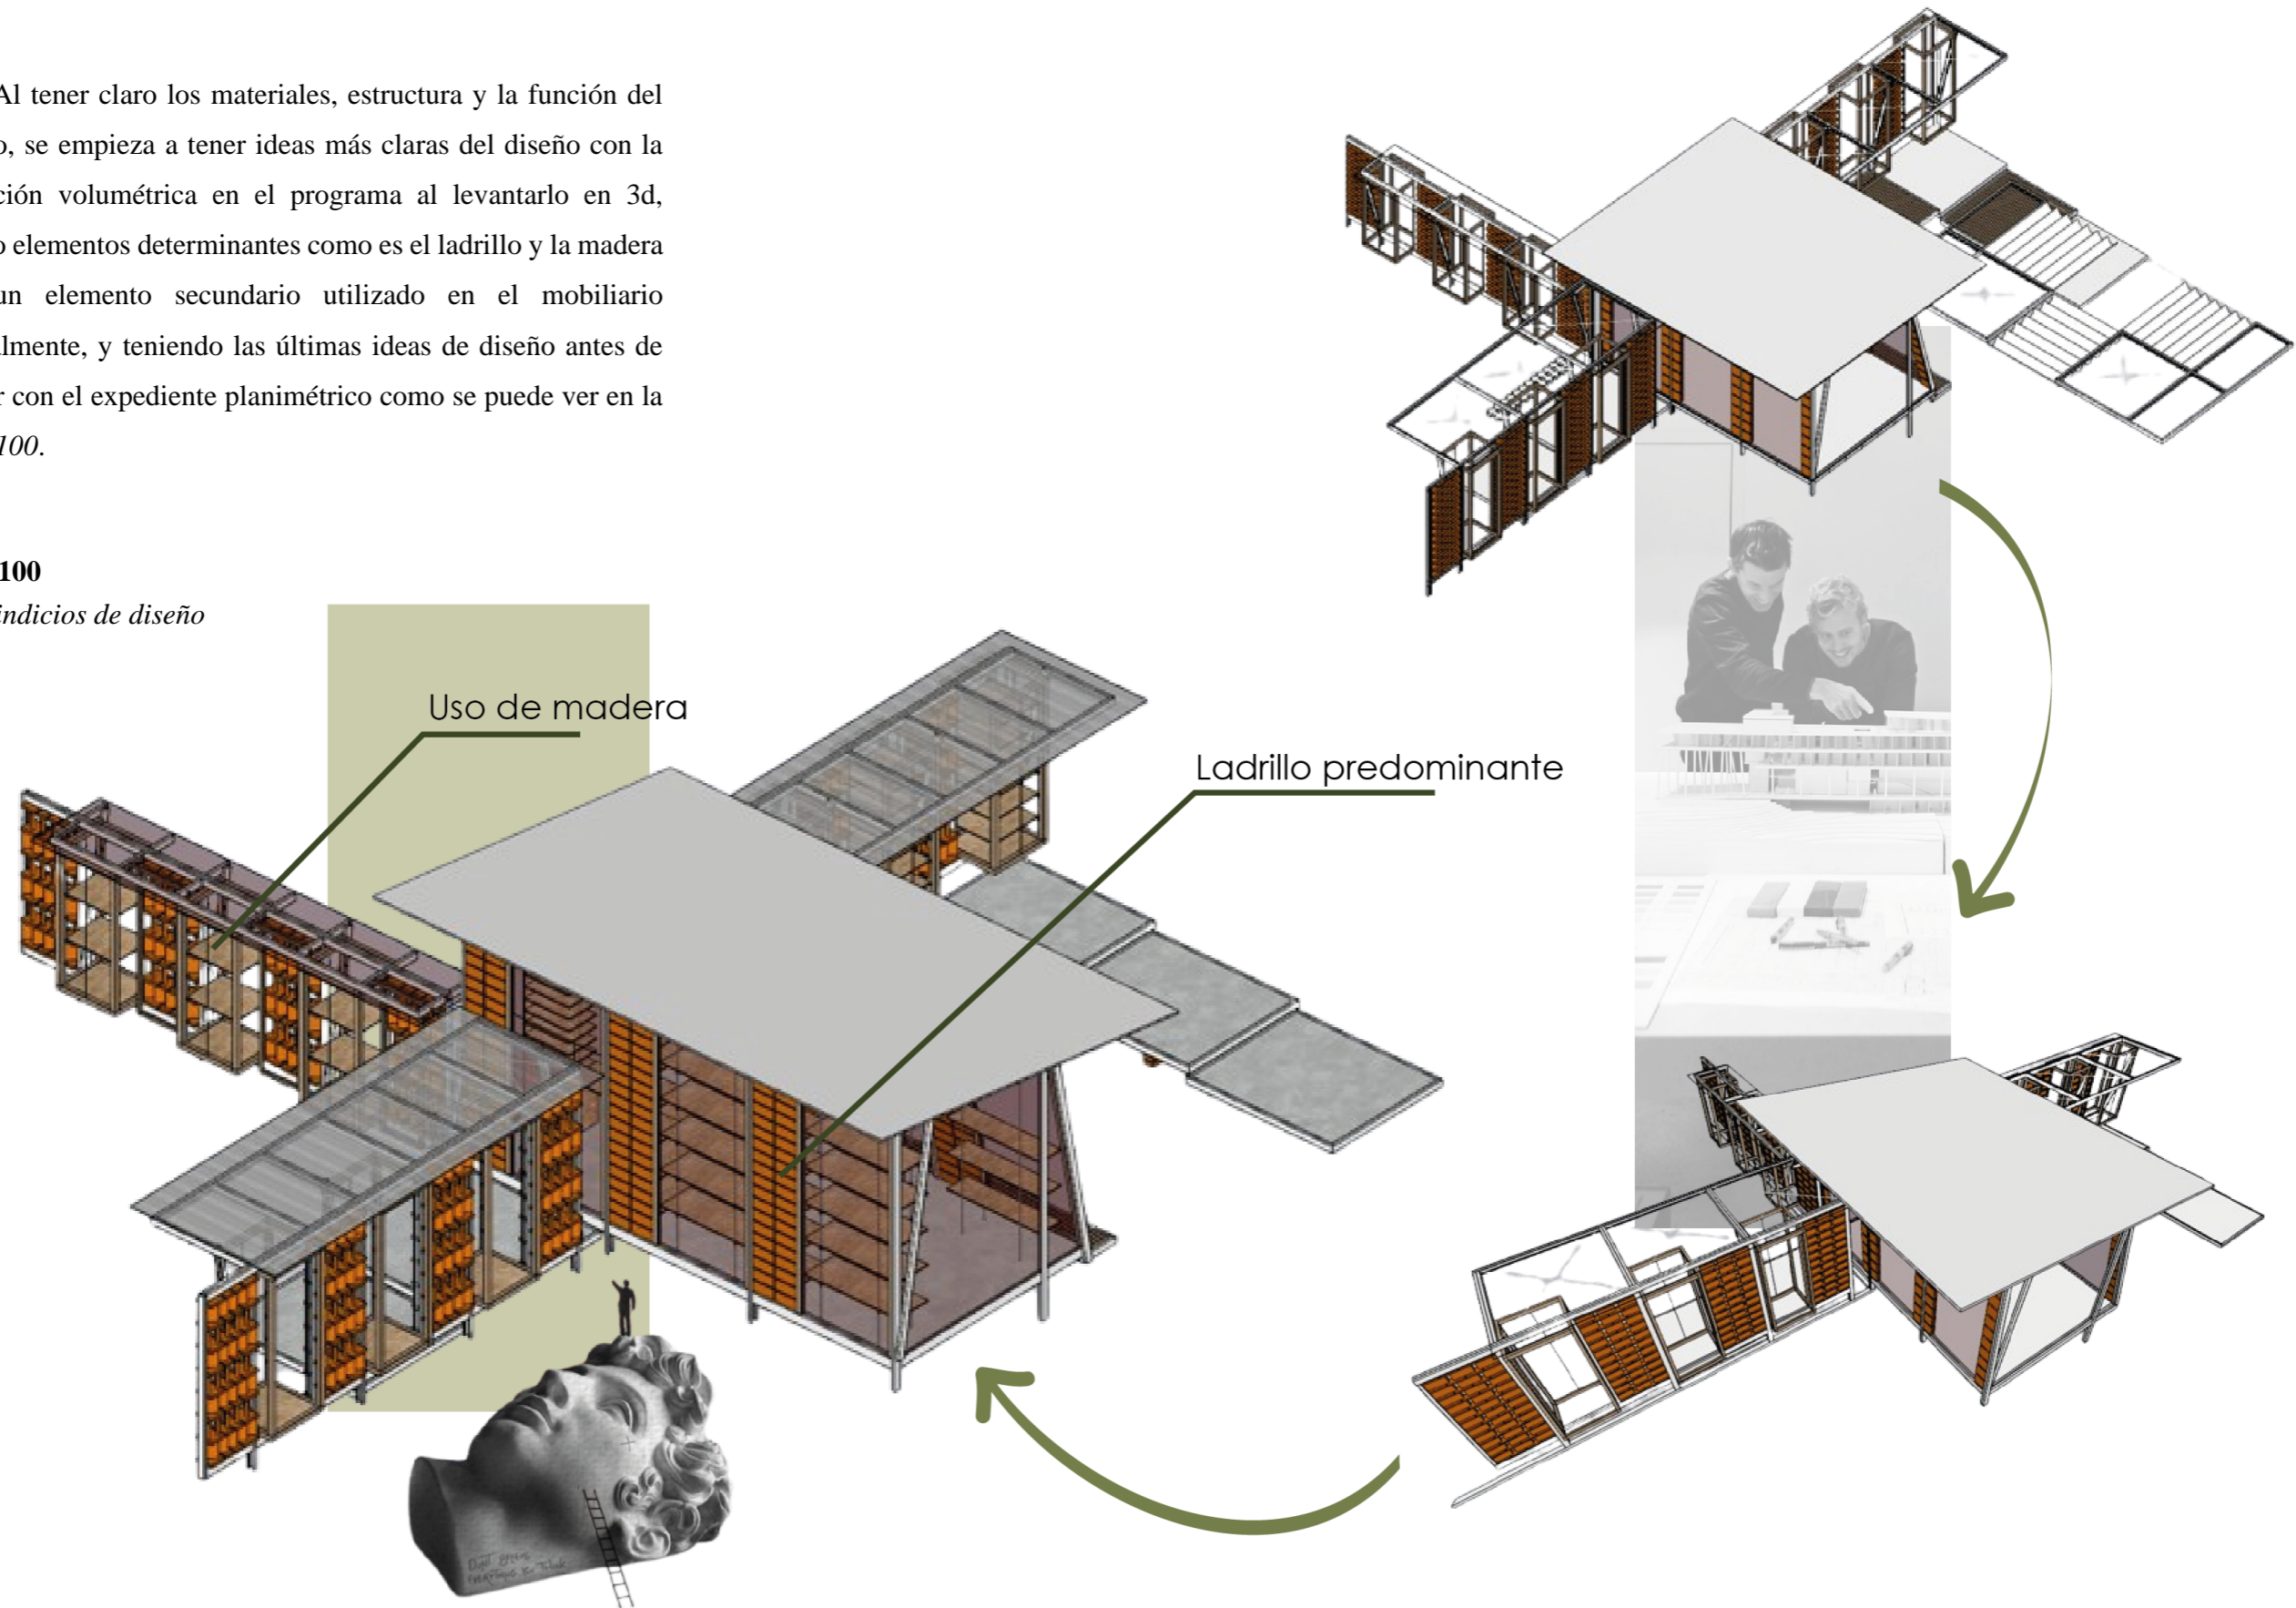 Al tener claro los materiales, estructura y la función del
o, se empieza a tener ideas más claras del diseño con la
ción volumétrica en el programa al levantarlo en 3d,
o elementos determinantes como es el ladrillo y la madera
un elemento secundario utilizado en el mobiliario
lmente, y teniendo las últimas ideas de diseño antes de
r con el expediente planimétrico como se puede ver en la
100.
100
indicios de diseño
Uso de madera
Ladrillo predominante